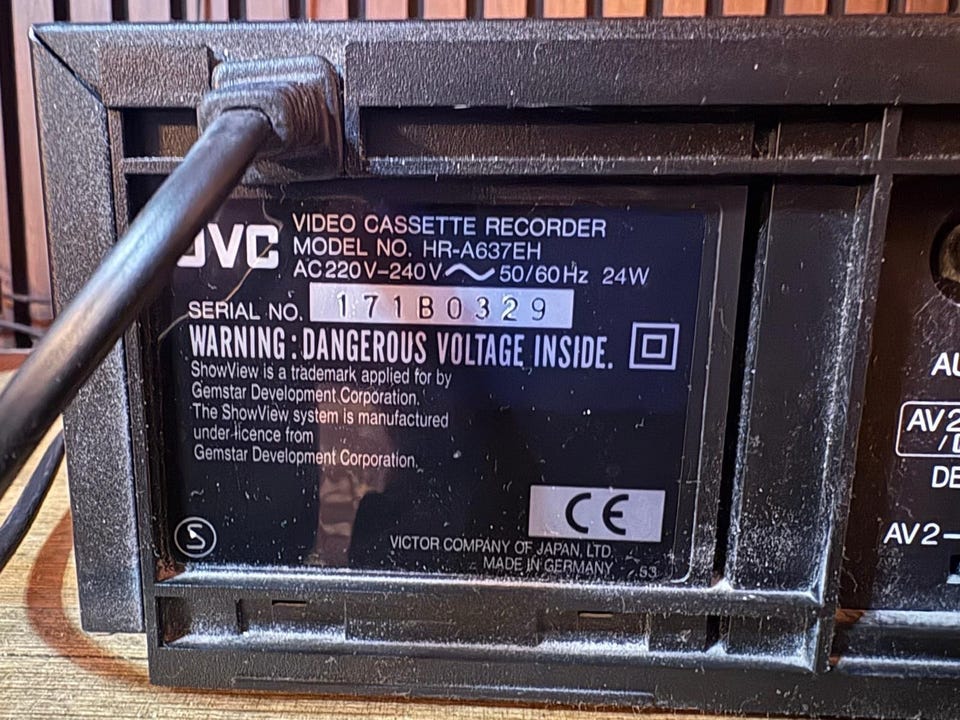 JVC
VIDEO CASSETTE RECORDER
MODEL NO. HR-A637EH
AC 220V–240V ~ 50/60Hz 24W
SERIAL NO. 171B0329
WARNING : DANGEROUS VOLTAGE INSIDE.
ShowView is a trademark applied for by
Gemstar Development Corporation.
The ShowView system is manufactured
under licence from
Gemstar Development Corporation.
S
CE
VICTOR COMPANY OF JAPAN, LTD.
MADE IN GERMANY 53
AV2
AV2